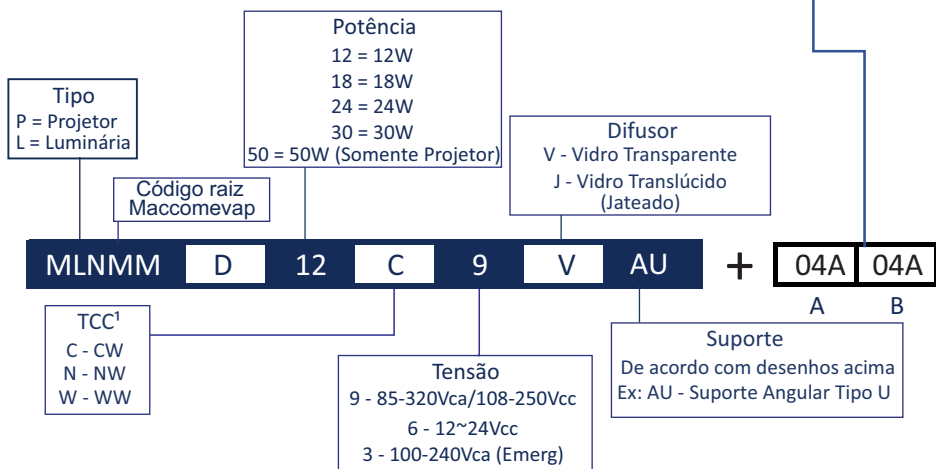 Potência
12 = 12W
18 = 18W
24 = 24W
30 = 30W
50 = 50W (Somente Projetor)
Tipo
P = Projetor
L = Luminária
Código raiz
Maccomevap
Difusor
V - Vidro Transparente
J - Vidro Translúcido
(Jateado)
MLNMM D 12 C 9 V AU + 04A 04A
A B
TCC¹
C - CW
N - NW
W - WW
Tensão
9 - 85-320Vca/108-250Vcc
6 - 12~24Vcc
3 - 100-240Vca (Emerg)
Suporte
De acordo com desenhos acima
Ex: AU - Suporte Angular Tipo U